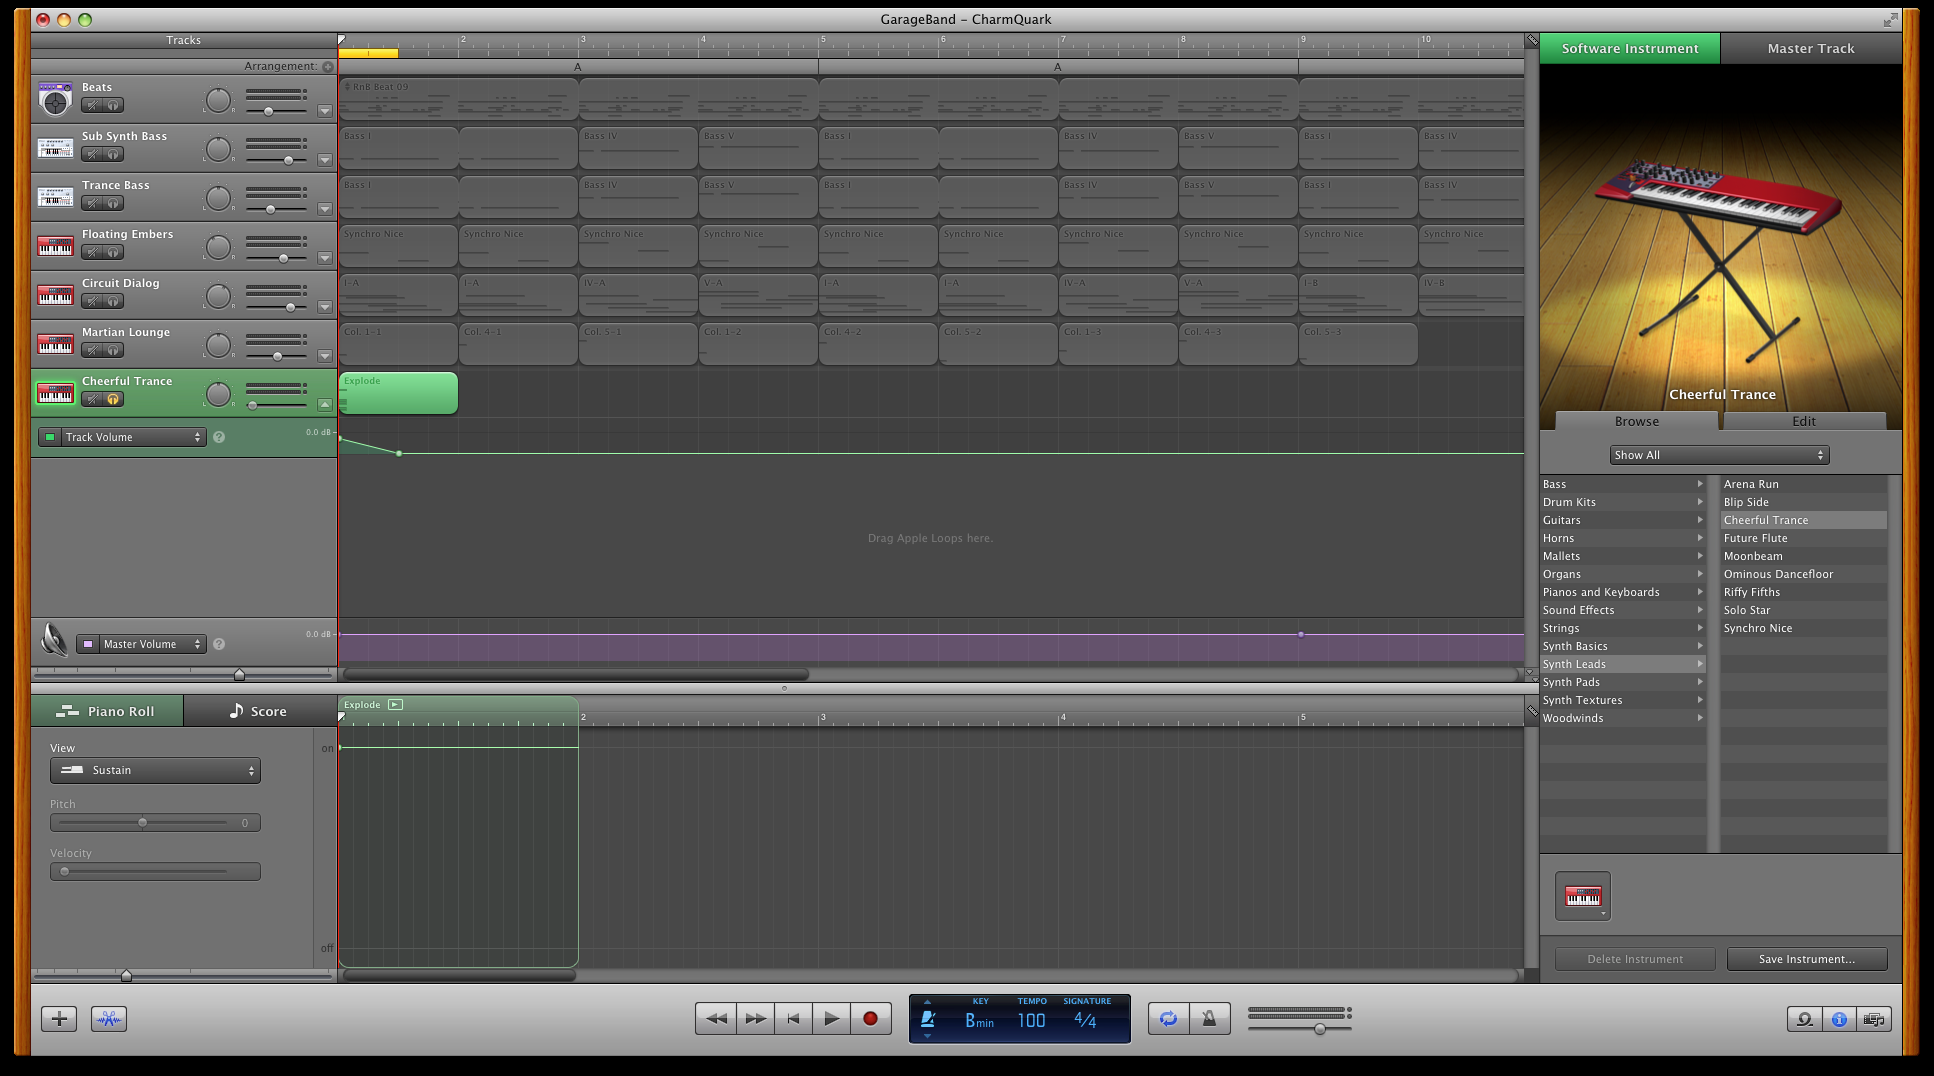 GarageBand – CharmQuark
Tracks
2 3 4 5 6 7 8 9 10
Arrangement:
A A
Software Instrument Master Track
Beats
RnB Beat 09
Sub Synth Bass
L R
Bass I Bass IV Bass V Bass I Bass IV Bass V Bass I Bass IV
Trance Bass
L R
Bass I Bass IV Bass V Bass I Bass IV Bass V Bass I Bass IV
Floating Embers
L R
Synchro Nice Synchro Nice Synchro Nice Synchro Nice Synchro Nice Synchro Nice Synchro Nice Synchro Nice Synchro Nice Synchro Nice
Circuit Dialog
L R
I-A I-A IV-A V-A I-A I-A IV-A V-A I-B IV-B
Martian Lounge
L R
Col. 1-1 Col. 4-1 Col. 5-1 Col. 1-2 Col. 4-2 Col. 5-2 Col. 1-3 Col. 4-3 Col. 5-3
Cheerful Trance
L R
Explode
Track Volume ? 0.0 dB
Drag Apple Loops here.
Master Volume ? 0.0 dB
Cheerful Trance
Browse Edit
Show All
Bass
Drum Kits
Guitars
Horns
Mallets
Organs
Pianos and Keyboards
Sound Effects
Strings
Synth Basics
Synth Leads
Synth Pads
Synth Textures
Woodwinds
Arena Run
Blip Side
Cheerful Trance
Future Flute
Moonbeam
Ominous Dancefloor
Riffy Fifths
Solo Star
Synchro Nice
Delete Instrument Save Instrument...
Piano Roll Score
Explode
2 3 4 5
View
Sustain
Pitch
0
Velocity
on
off
KEY TEMPO SIGNATURE
Bmin 100 4/4